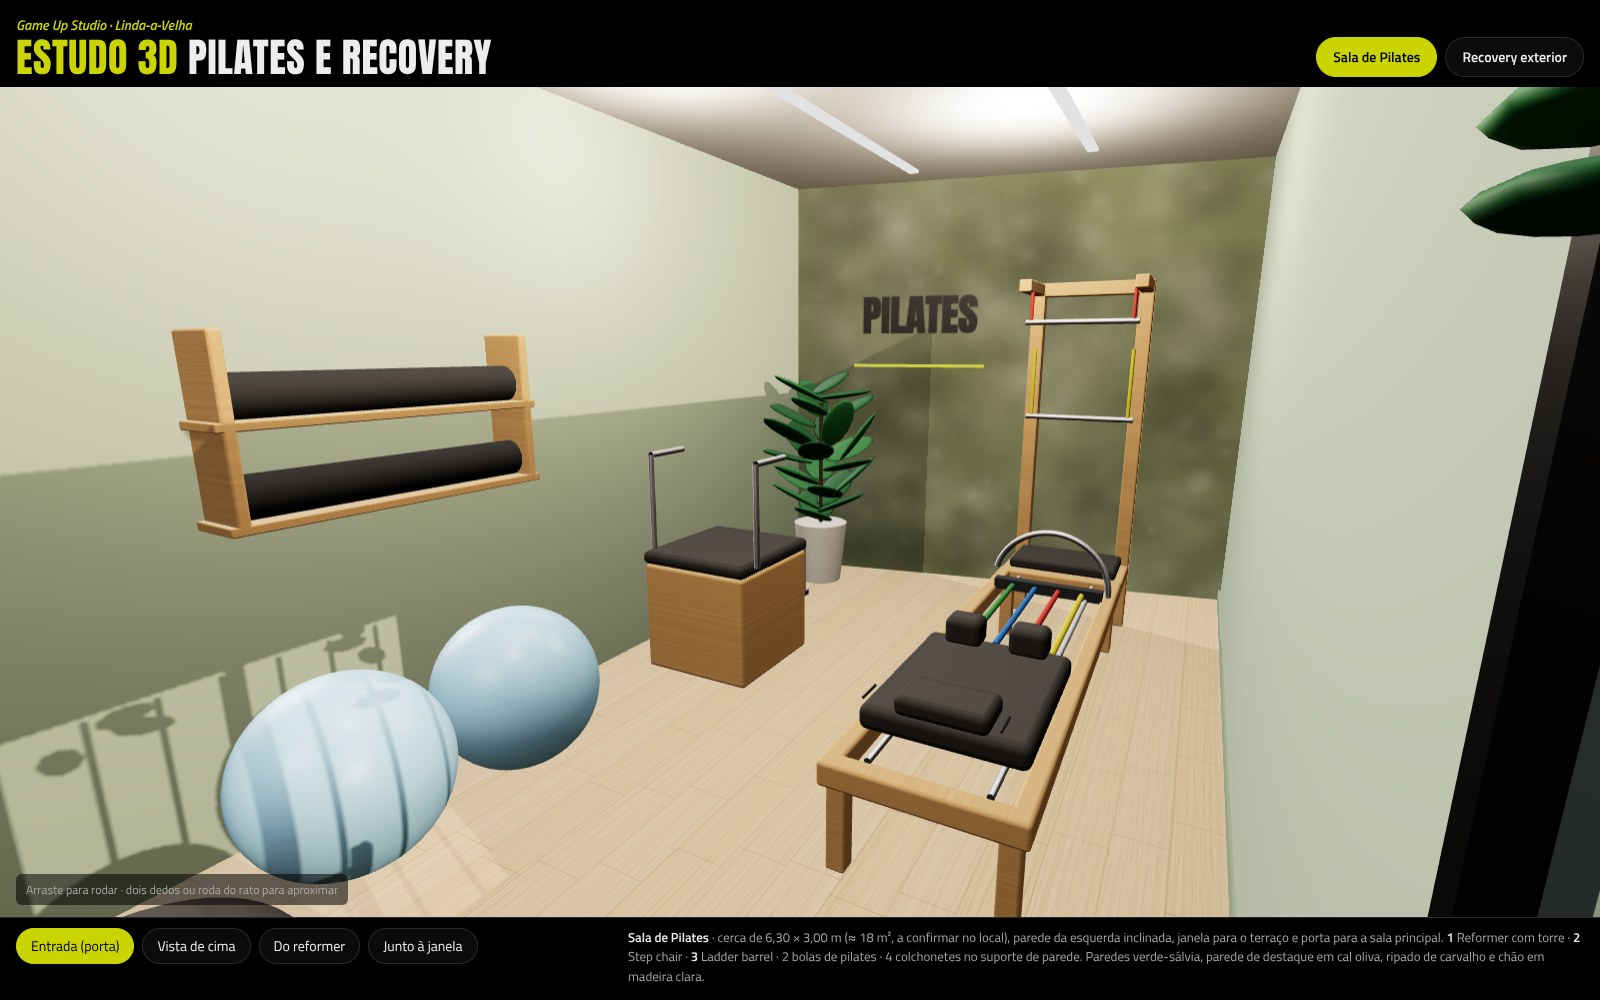 Game Up Studio · Linda-a-Velha
ESTUDO 3D PILATES E RECOVERY
Sala de Pilates
Recovery exterior
PILATES
Arraste para rodar · dois dedos ou roda do rato para aproximar
Entrada (porta)
Vista de cima
Do reformer
Junto à janela
Sala de Pilates · cerca de 6,30 × 3,00 m (≈ 18 m², a confirmar no local), parede da esquerda inclinada, janela para o terraço e porta para a sala principal. 1 Reformer com torre · 2
Step chair · 3 Ladder barrel · 2 bolas de pilates · 4 colchonetes no suporte de parede. Paredes verde-sálvia, parede de destaque em cal oliva, ripado de carvalho e chão em
madeira clara.